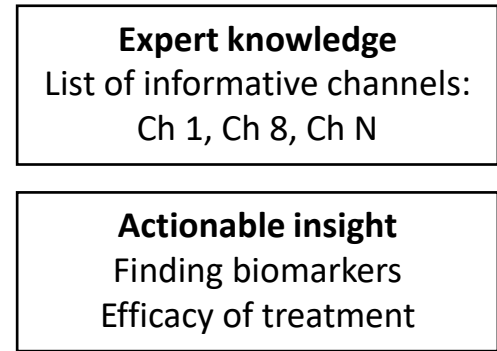 Expert knowledge
List of informative channels:
Ch 1, Ch 8, Ch N
Actionable insight
Finding biomarkers
Efficacy of treatment